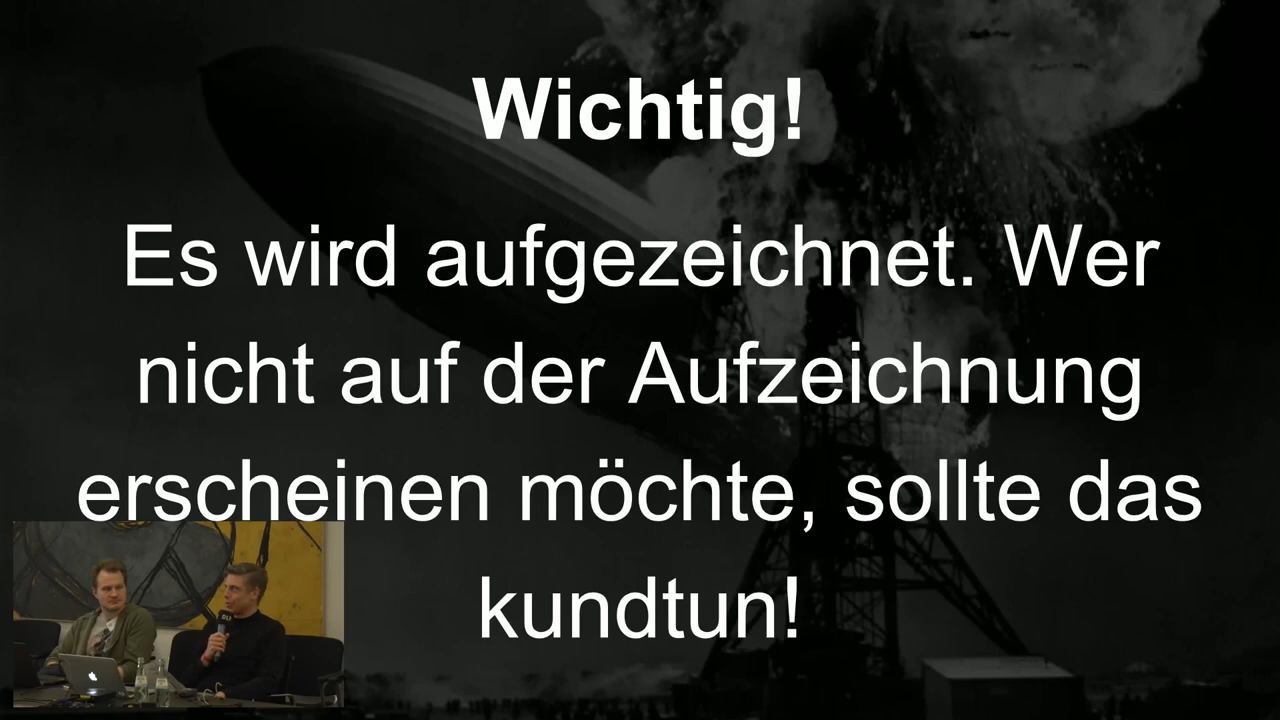 Wichtig!
Es wird aufgezeichnet. Wer
nicht auf der Aufzeichnung
erscheinen möchte, sollte das
kundtun!